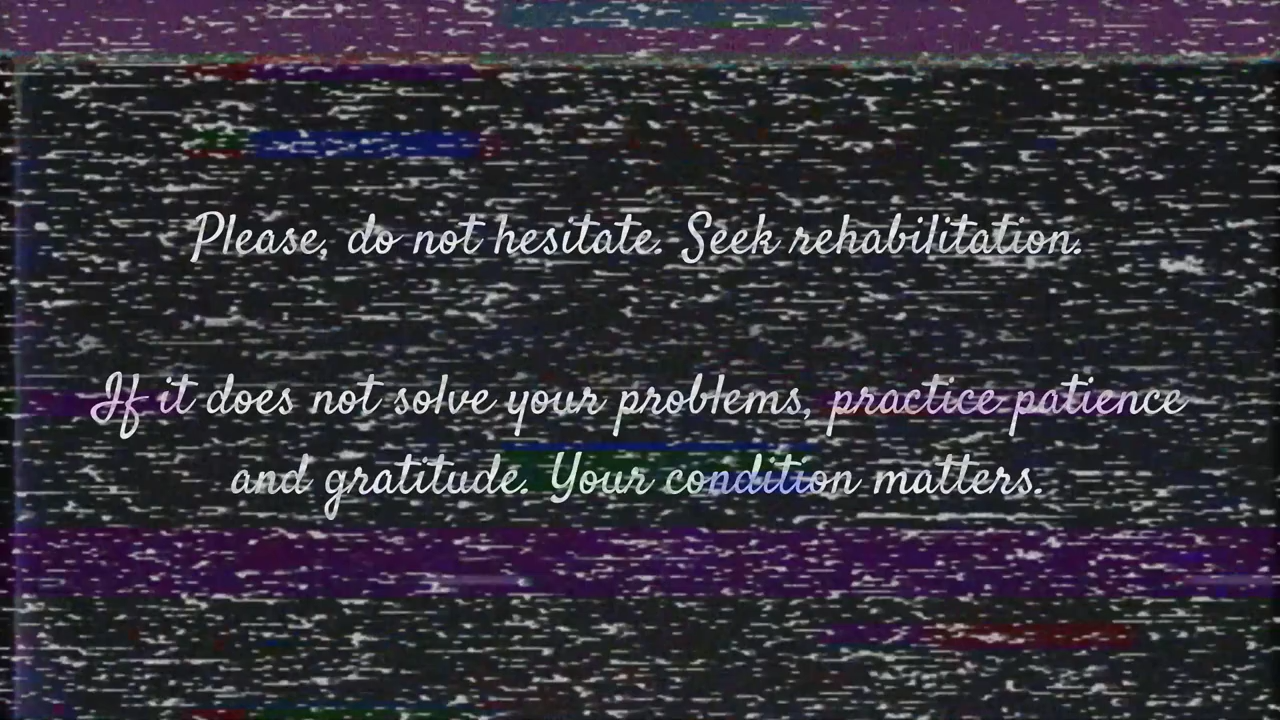 Please, do not hesitate. Seek rehabilitation.
If it does not solve your problems, practice patience
and gratitude. Your condition matters.